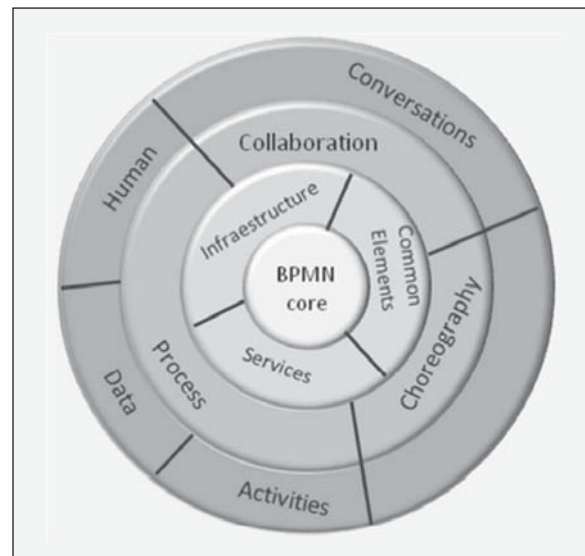 Conversations
Human
Collaboration
Infraestructure
Common
Elements
BPMN
core
Services
Process
Choreography
Data
Activities